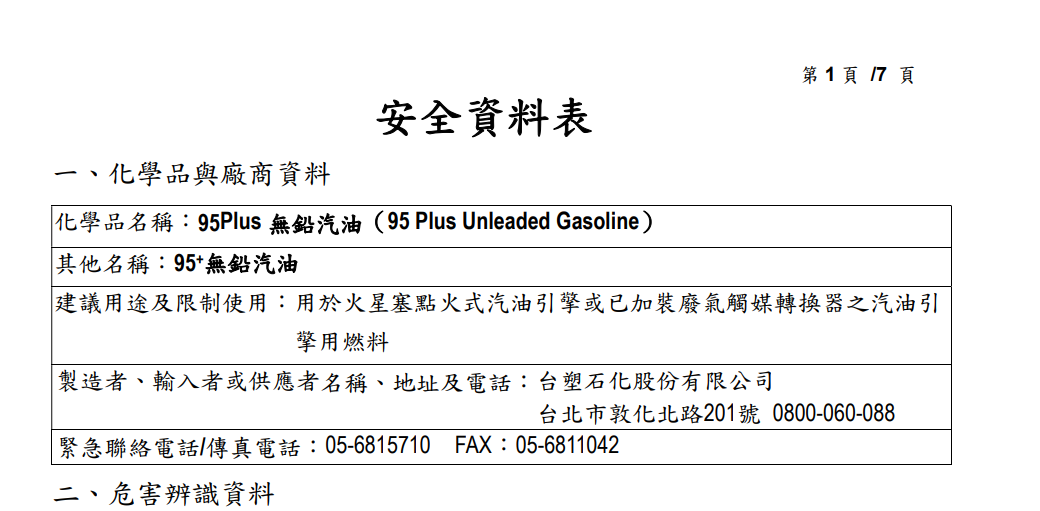 第 1 頁 /7 頁
安全資料表
一、化學品與廠商資料
化學品名稱：95Plus 無鉛汽油（95 Plus Unleaded Gasoline）
其他名稱：95⁺無鉛汽油
建議用途及限制使用：用於火星塞點火式汽油引擎或已加裝廢氣觸媒轉換器之汽油引
擎用燃料
製造者、輸入者或供應者名稱、地址及電話：台塑石化股份有限公司
台北市敦化北路201號 0800-060-088
緊急聯絡電話/傳真電話：05-6815710 FAX：05-6811042
二、危害辨識資料